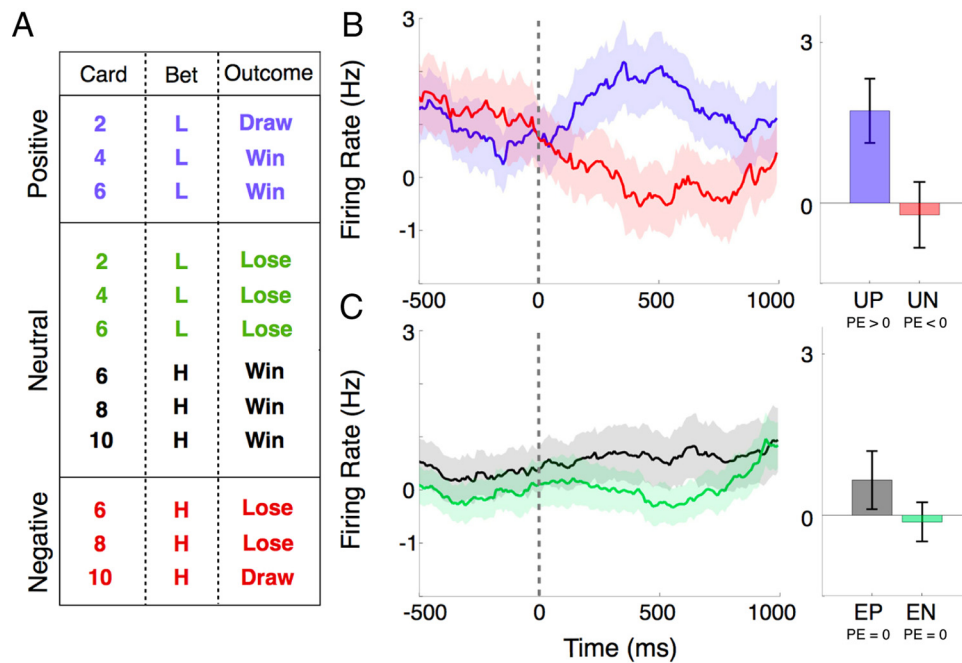 A
Card Bet Outcome
Positive
2 L Draw
4 L Win
6 L Win
Neutral
2 L Lose
4 L Lose
6 L Lose
6 H Win
8 H Win
10 H Win
Negative
6 H Lose
8 H Lose
10 H Draw
B
Firing Rate (Hz)
3
0
-1
-500 0 500 1000
3
0
UP UN
PE > 0 PE < 0
C
Firing Rate (Hz)
3
0
-1
-500 0 500 1000
Time (ms)
3
0
EP EN
PE = 0 PE = 0